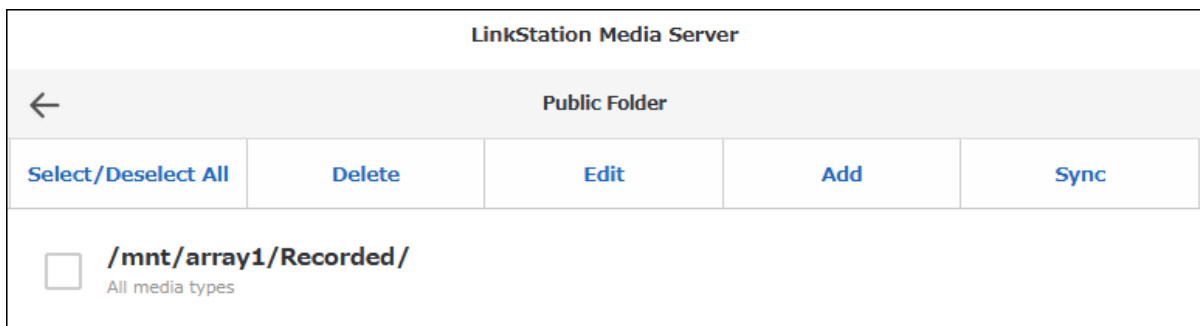 LinkStation Media Server
Public Folder
Select/Deselect All Delete Edit Add Sync
/mnt/array1/Recorded/
All media types